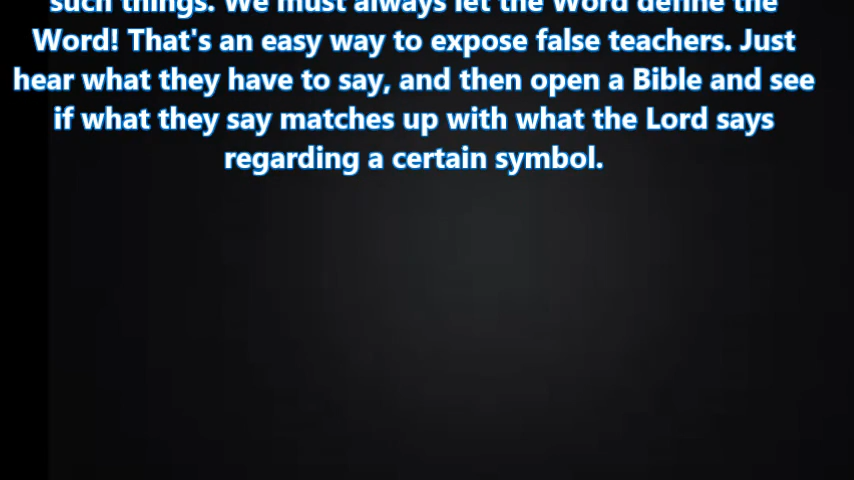 such things. We must always let the Word define the
Word! That's an easy way to expose false teachers. Just
hear what they have to say, and then open a Bible and see
if what they say matches up with what the Lord says
regarding a certain symbol.